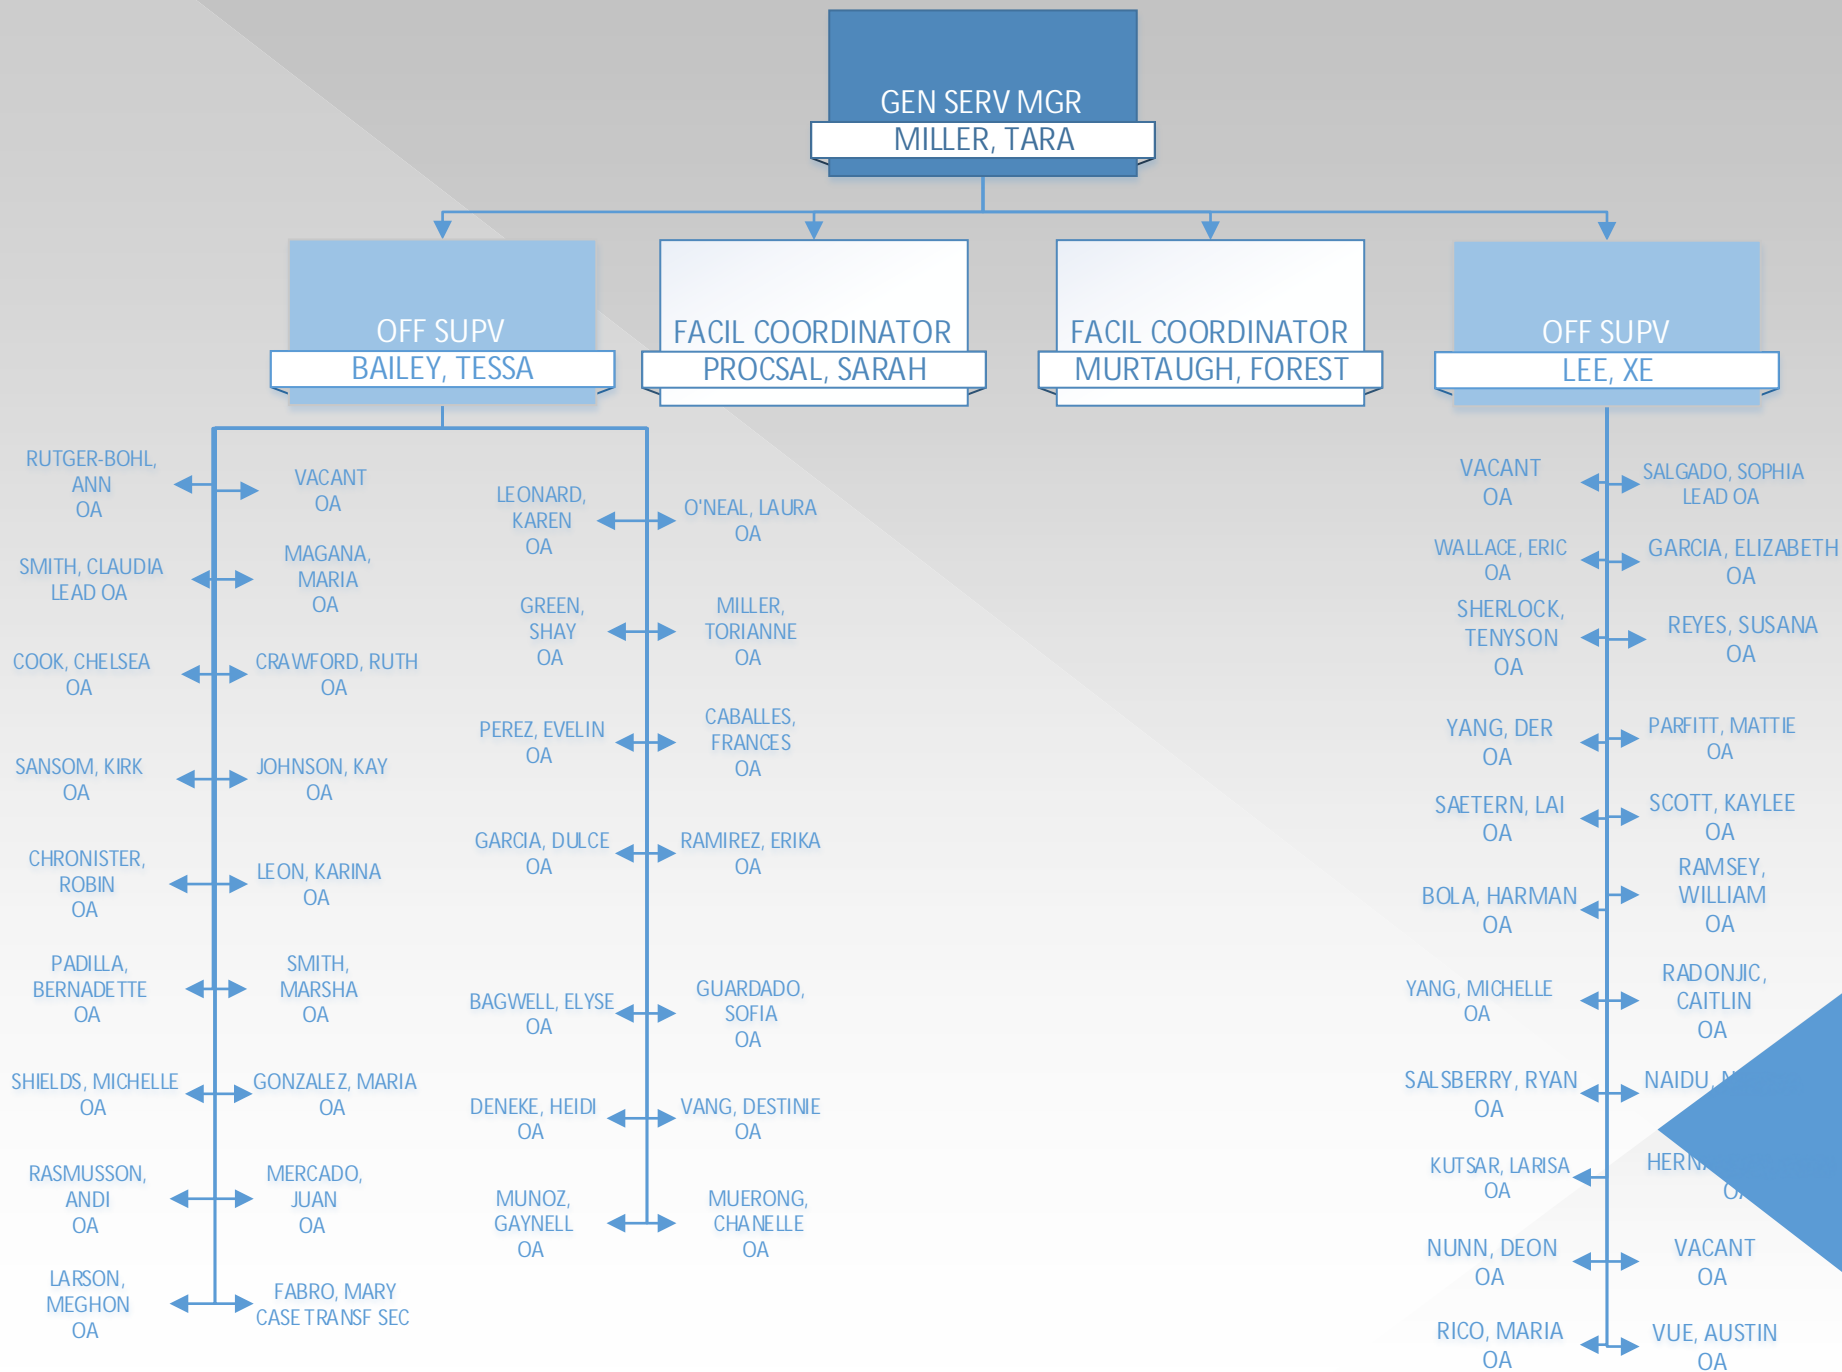 GEN SERV MGR
MILLER, TARA
OFF SUPV
BAILEY, TESSA
FACIL COORDINATOR
PROCSAL, SARAH
FACIL COORDINATOR
MURTAUGH, FOREST
OFF SUPV
LEE, XE
RUTGER-BOHL,
ANN
OA
VACANT
OA
SMITH, CLAUDIA
LEAD OA
MAGANA,
MARIA
OA
COOK, CHELSEA
OA
CRAWFORD, RUTH
OA
SANSOM, KIRK
OA
JOHNSON, KAY
OA
CHRONISTER,
ROBIN
OA
LEON, KARINA
OA
PADILLA,
BERNADETTE
OA
SMITH,
MARSHA
OA
SHIELDS, MICHELLE
OA
GONZALEZ, MARIA
OA
RASMUSSON,
ANDI
OA
MERCADO,
JUAN
OA
LARSON,
MEGHON
OA
FABRO, MARY
CASE TRANSF SEC
LEONARD,
KAREN
OA
O'NEAL, LAURA
OA
GREEN,
SHAY
OA
MILLER,
TORIANNE
OA
PEREZ, EVELIN
OA
CABALLES,
FRANCES
OA
GARCIA, DULCE
OA
RAMIREZ, ERIKA
OA
BAGWELL, ELYSE
OA
GUARDADO,
SOFIA
OA
DENEKE, HEIDI
OA
VANG, DESTINIE
OA
MUNOZ,
GAYNELL
OA
MUERONG,
CHANELLE
OA
VACANT
OA
SALGADO, SOPHIA
LEAD OA
WALLACE, ERIC
OA
GARCIA, ELIZABETH
OA
SHERLOCK,
TENYSON
OA
REYES, SUSANA
OA
YANG, DER
OA
PARFITT, MATTIE
OA
SAETERN, LAI
OA
SCOTT, KAYLEE
OA
BOLA, HARMAN
OA
RAMSEY,
WILLIAM
OA
YANG, MICHELLE
OA
RADONJIC,
CAITLIN
OA
SALSBERRY, RYAN
OA
NAIDU,
KUTSAR, LARISA
OA
NUNN, DEON
OA
VACANT
OA
RICO, MARIA
OA
VUE, AUSTIN
OA